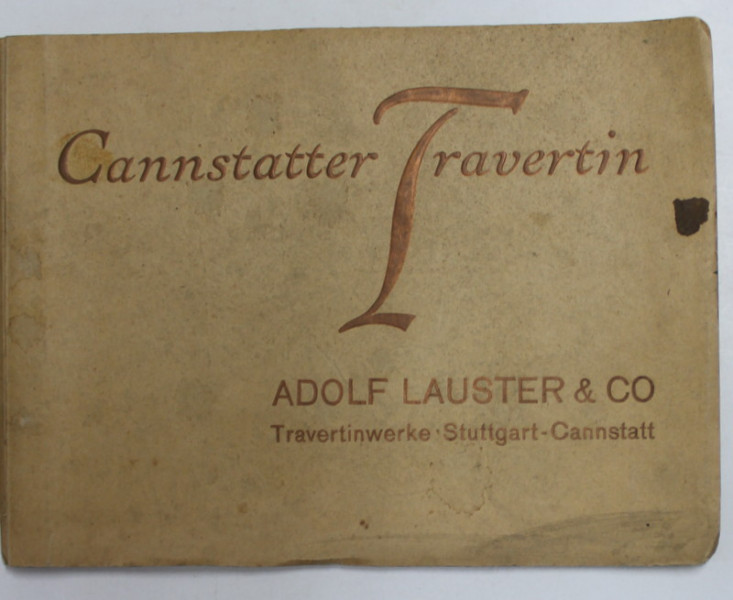 Cannstatter Travertin
ADOLF LAUSTER & CO
Travertinwerke · Stuttgart-Cannstatt